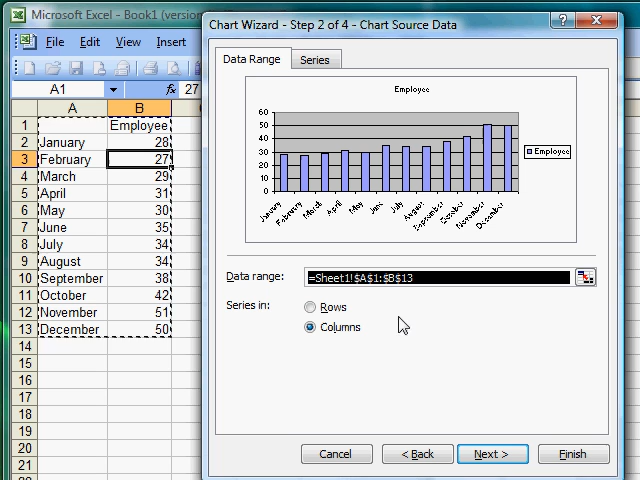 Microsoft Excel - Book1 (version
File Edit View Insert
A1 fx 27
A B
1 Employee
2 January 28
3 February 27
4 March 29
5 April 31
6 May 30
7 June 35
8 July 34
9 August 34
10 September 38
11 October 42
12 November 51
13 December 50
14
15
16
17
18
19
20
21
Chart Wizard - Step 2 of 4 - Chart Source Data
Data Range Series
Employee
60
50
40
30
20
10
0
January February March April May June July August September October November December
Employee
Data range: =Sheet1!$A$1:$B$13
Series in: Rows
Columns
Cancel < Back Next > Finish